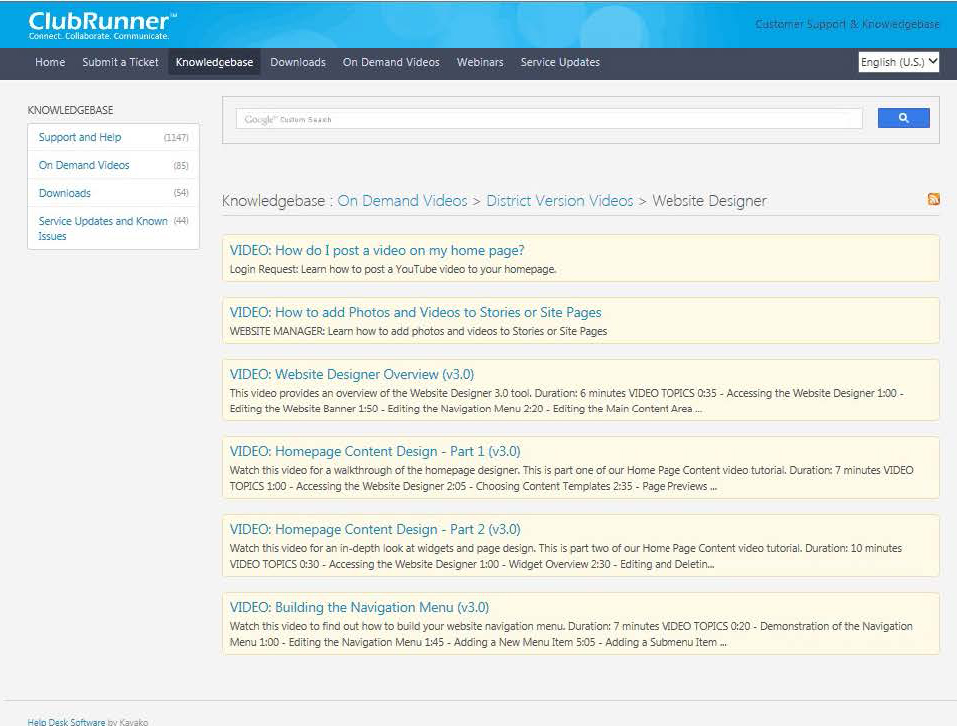 ClubRunner™
Connect. Collaborate. Communicate.
Customer Support & Knowledgebase
Home Submit a Ticket Knowledgebase Downloads On Demand Videos Webinars Service Updates English (U.S.)
KNOWLEDGEBASE
Support and Help (1147)
On Demand Videos (85)
Downloads (54)
Service Updates and Known (44)
Issues
Google™ Custom Search
Knowledgebase : On Demand Videos > District Version Videos > Website Designer
VIDEO: How do I post a video on my home page?
Login Request: Learn how to post a YouTube video to your homepage.
VIDEO: How to add Photos and Videos to Stories or Site Pages
WEBSITE MANAGER: Learn how to add photos and videos to Stories or Site Pages
VIDEO: Website Designer Overview (v3.0)
This video provides an overview of the Website Designer 3.0 tool. Duration: 6 minutes VIDEO TOPICS 0:35 - Accessing the Website Designer 1:00 -
Editing the Website Banner 1:50 - Editing the Navigation Menu 2:20 - Editing the Main Content Area ...
VIDEO: Homepage Content Design - Part 1 (v3.0)
Watch this video for a walkthrough of the homepage designer. This is part one of our Home Page Content video tutorial. Duration: 7 minutes VIDEO
TOPICS 1:00 - Accessing the Website Designer 2:05 - Choosing Content Templates 2:35 - Page Previews ...
VIDEO: Homepage Content Design - Part 2 (v3.0)
Watch this video for an in-depth look at widgets and page design. This is part two of our Home Page Content video tutorial. Duration: 10 minutes
VIDEO TOPICS 0:30 - Accessing the Website Designer 1:00 - Widget Overview 2:30 - Editing and Deletin...
VIDEO: Building the Navigation Menu (v3.0)
Watch this video to find out how to build your website navigation menu. Duration: 7 minutes VIDEO TOPICS 0:20 - Demonstration of the Navigation
Menu 1:00 - Editing the Navigation Menu 1:45 - Adding a New Menu Item 5:05 - Adding a Submenu Item ...
Help Desk Software by Kayako